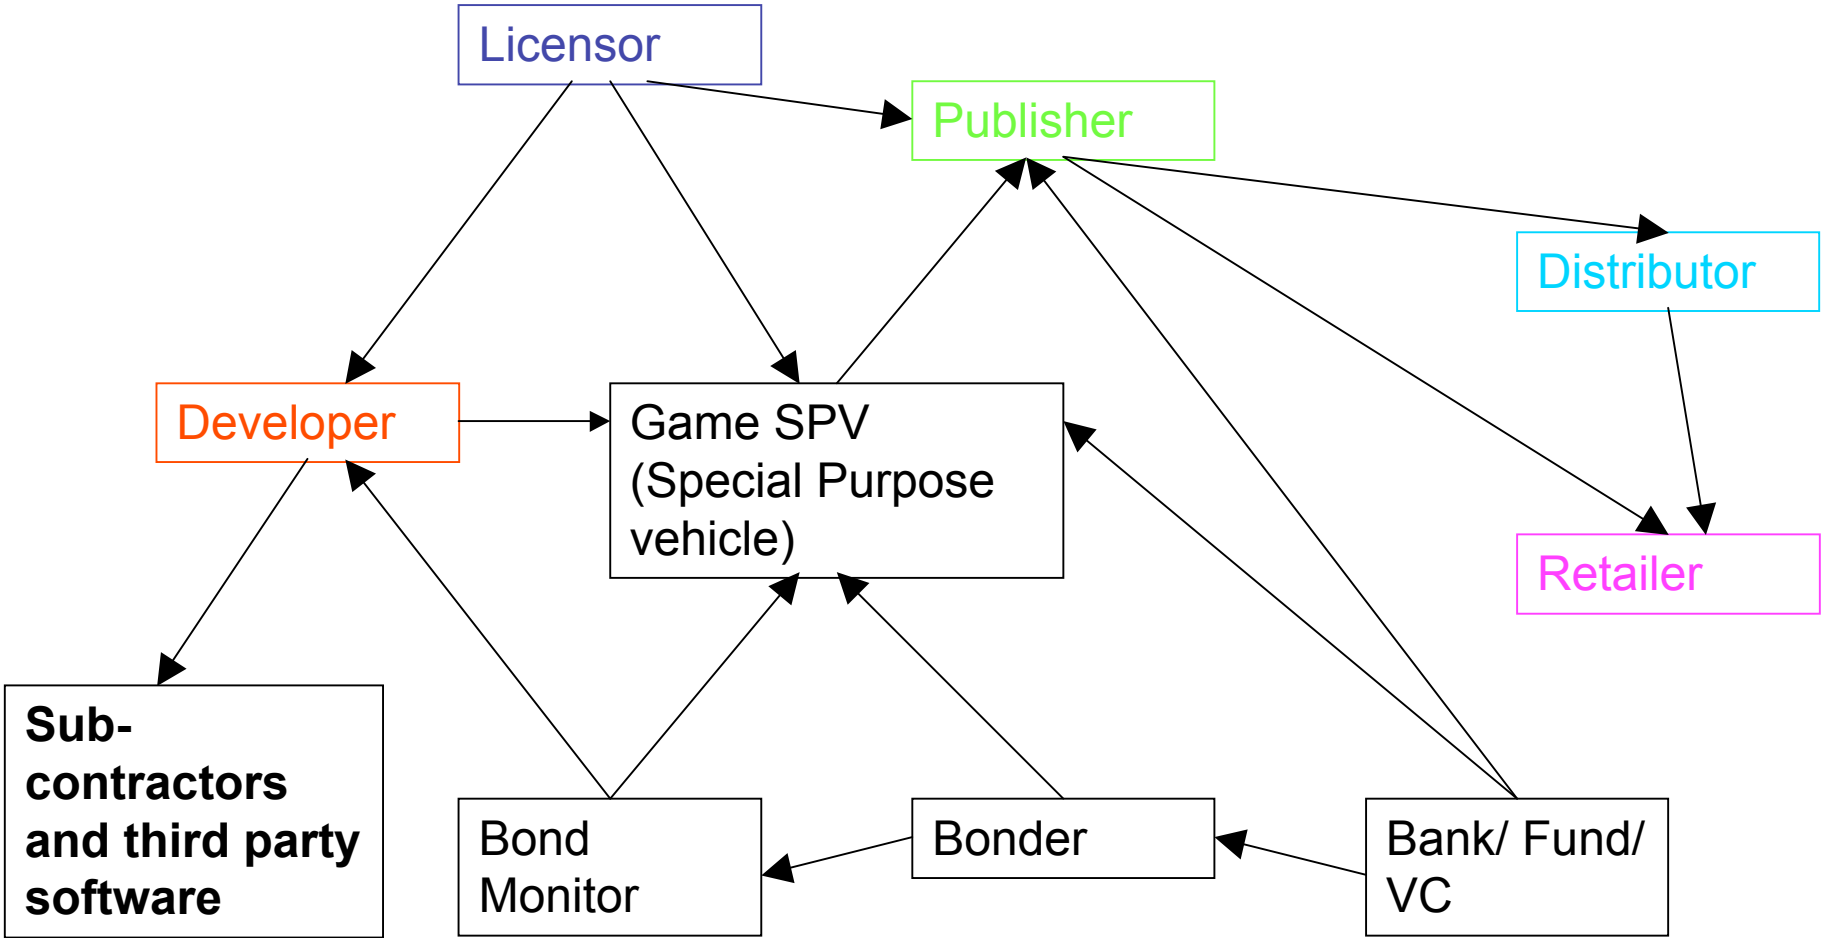 Licensor
Publisher
Distributor
Developer
Game SPV
(Special Purpose
vehicle)
Retailer
Sub-
contractors
and third party
software
Bond
Monitor
Bonder
Bank/ Fund/
VC